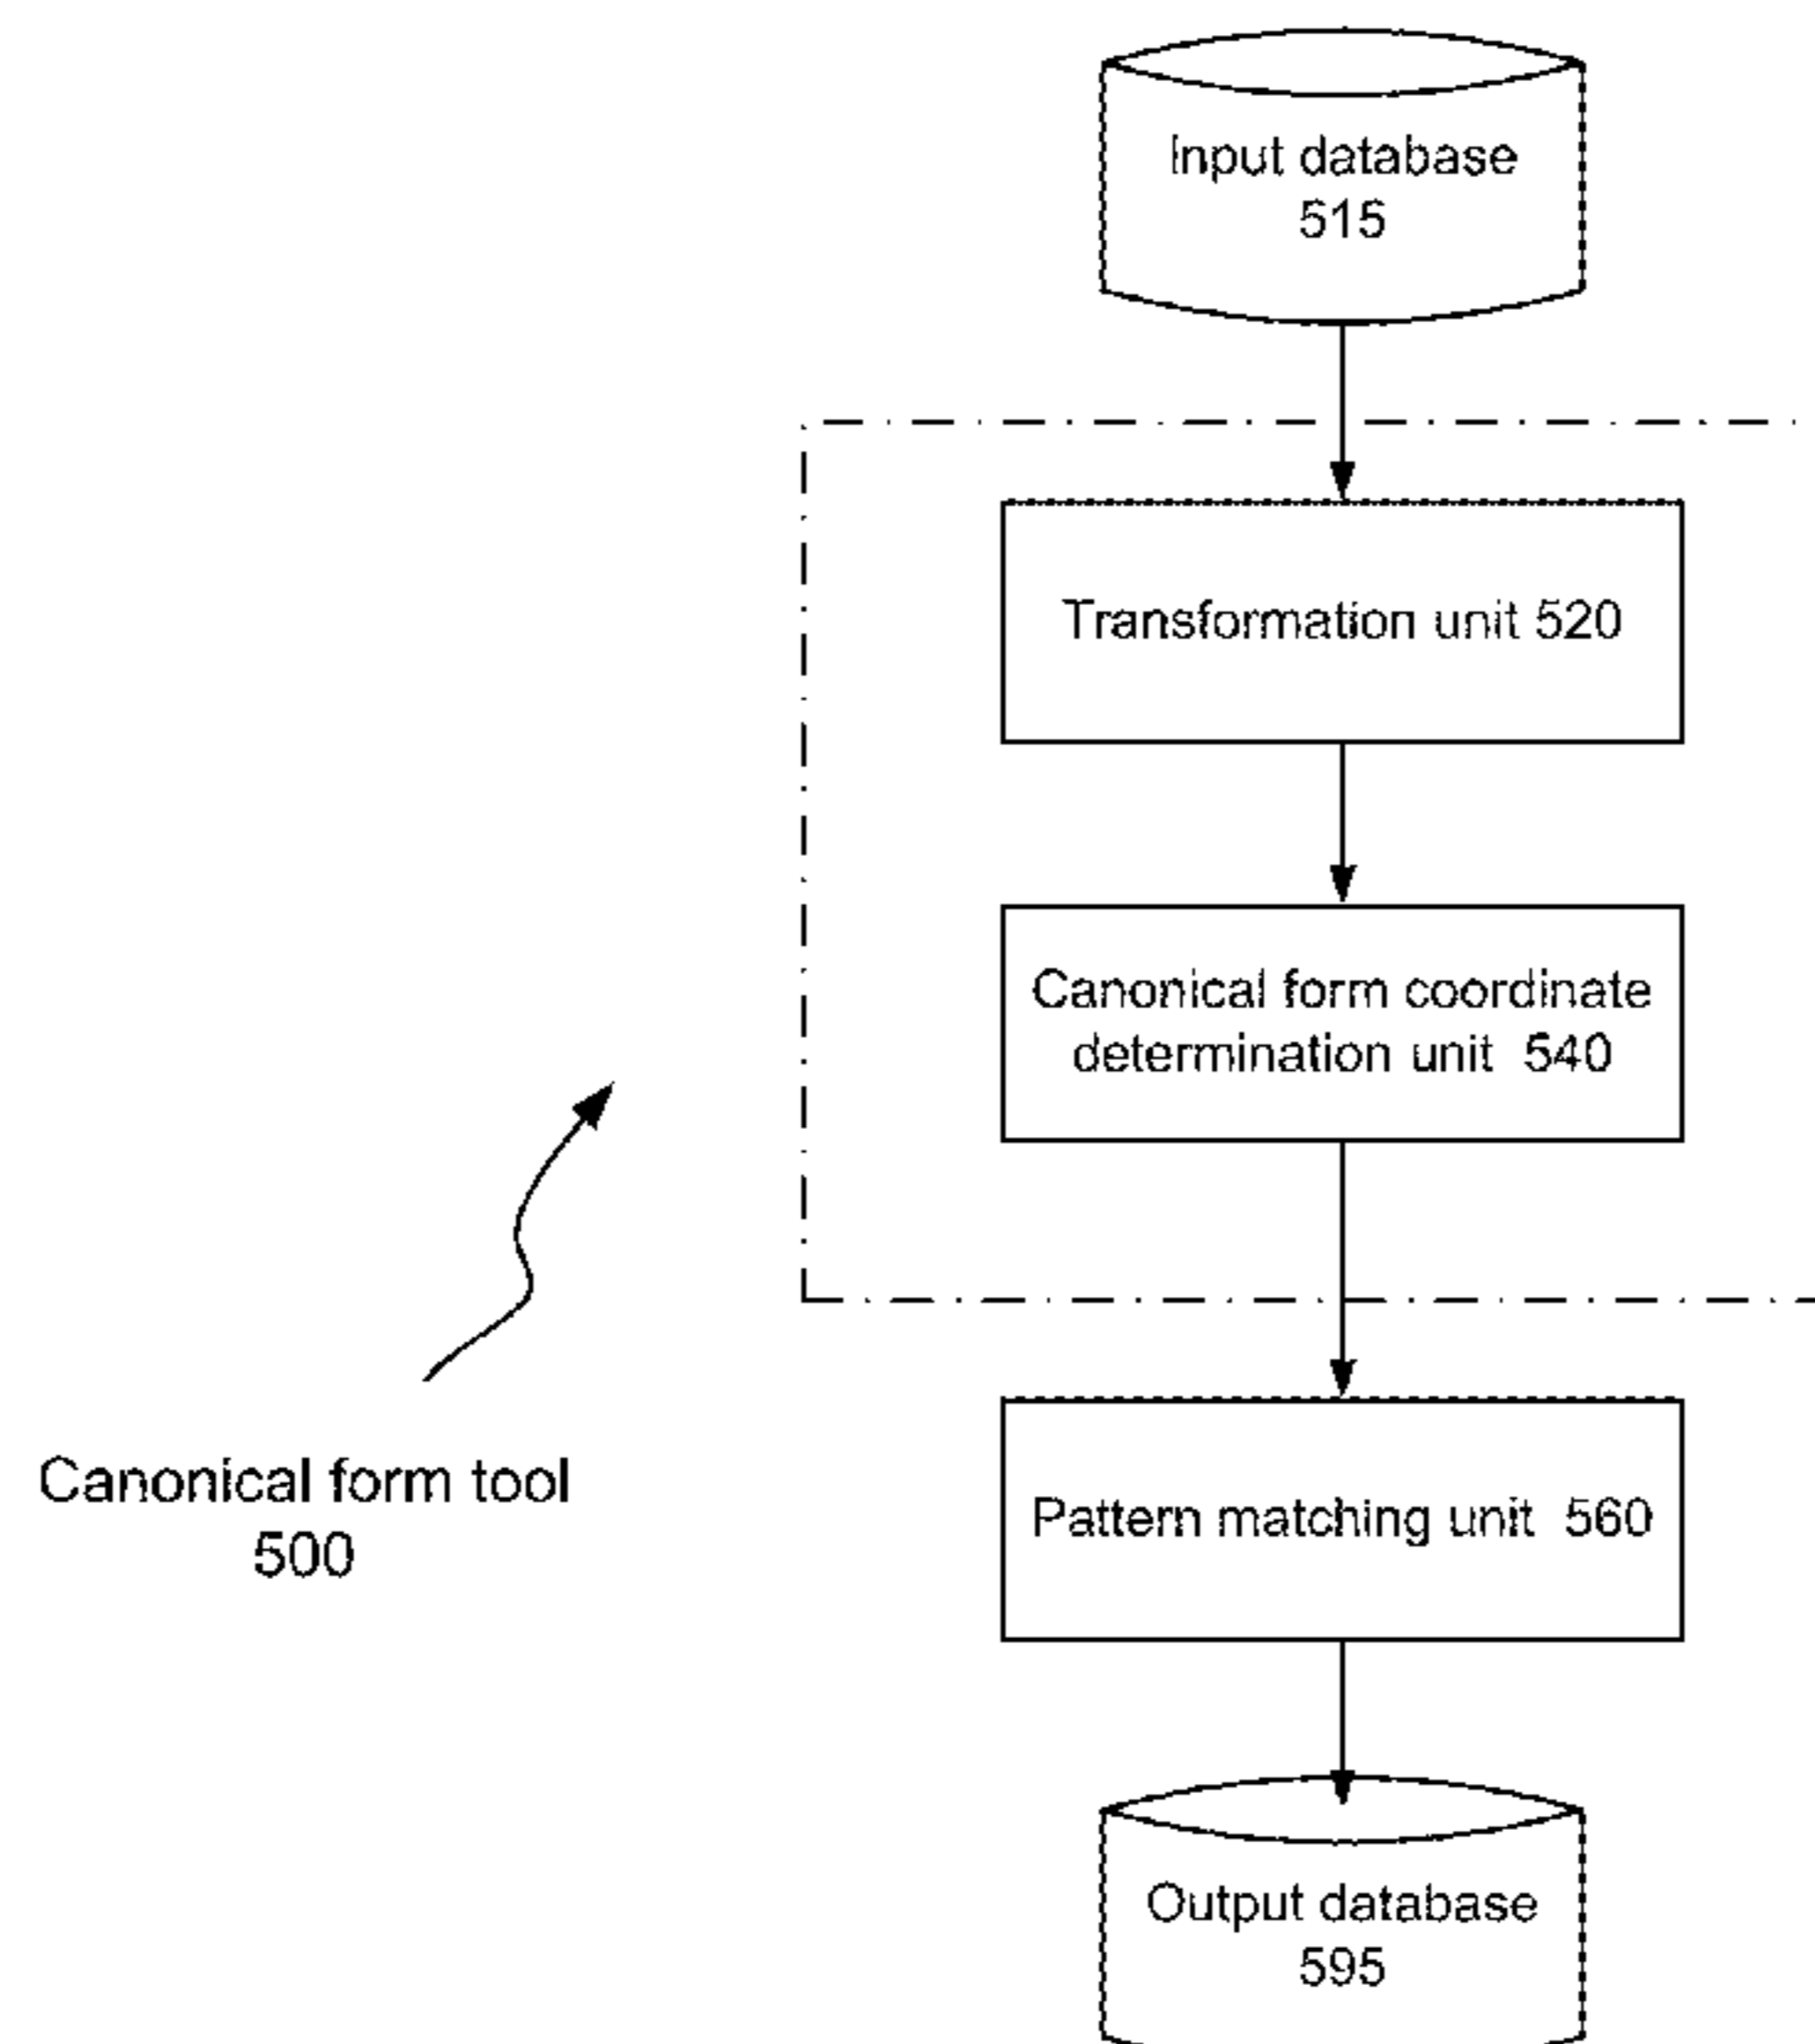 Input database
515
Transformation unit 520
Canonical form coordinate
determination unit 540
Canonical form tool
500
Pattern matching unit 560
Output database
595